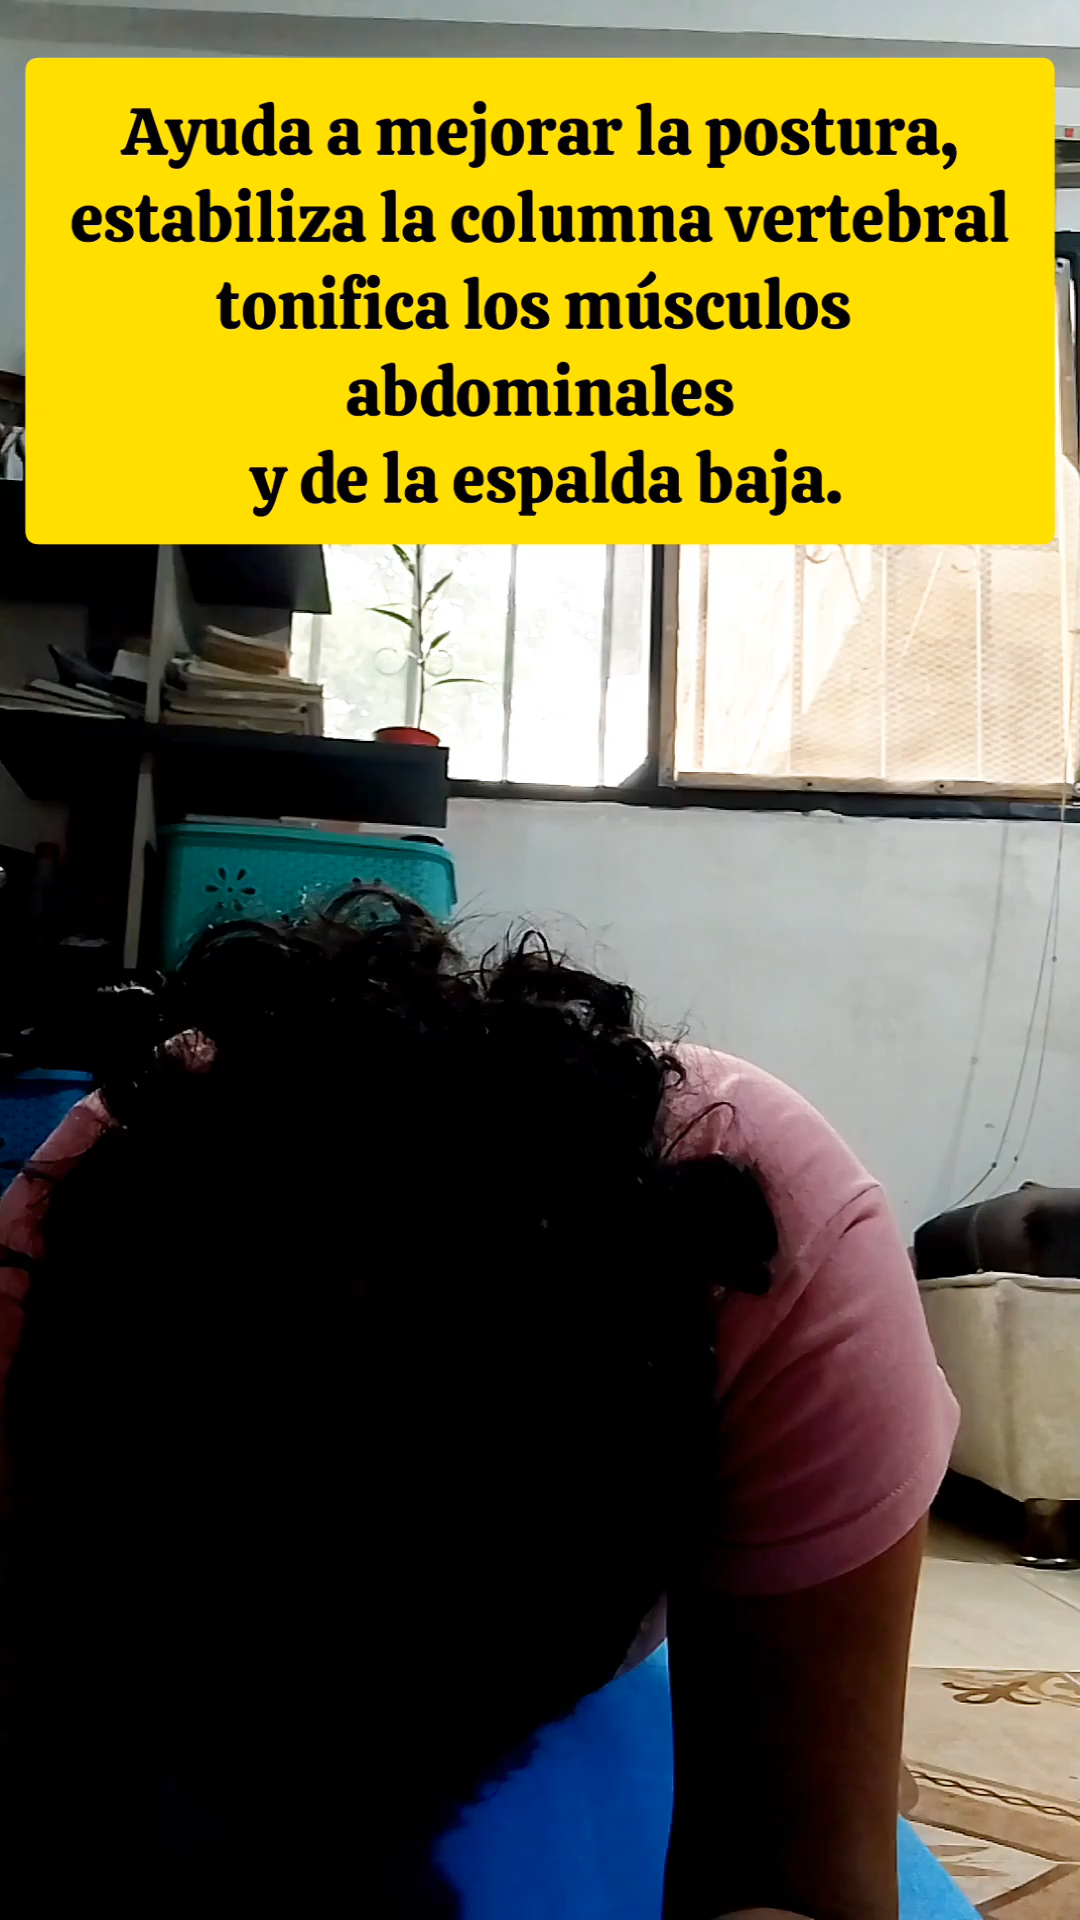 Ayuda a mejorar la postura,
estabiliza la columna vertebral
tonifica los músculos
abdominales
y de la espalda baja.